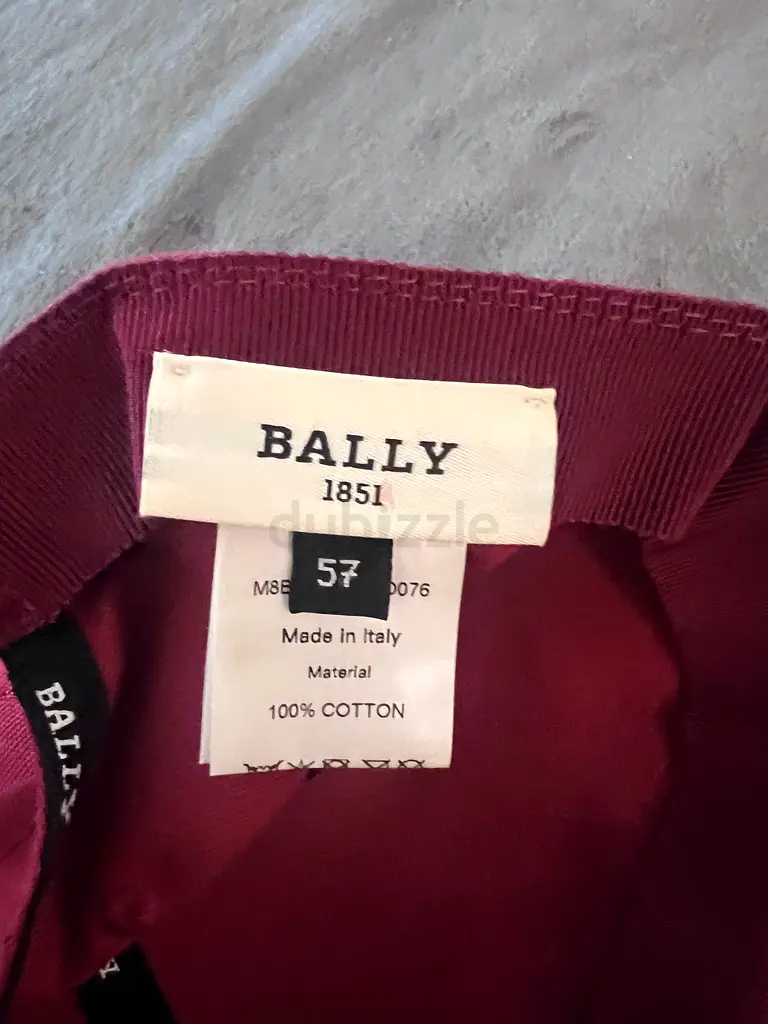 BALLY
1851
dubizzle
57
M8B 0076
Made in Italy
Material
100% COTTON
BALLY
Y